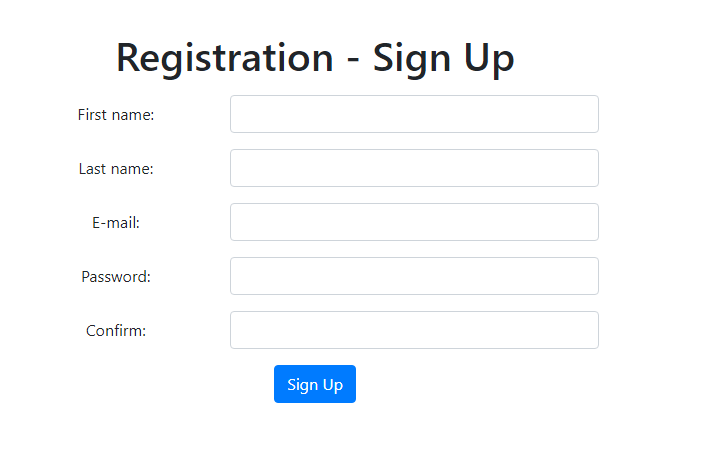 Registration - Sign Up
First name:
Last name:
E-mail:
Password:
Confirm:
Sign Up